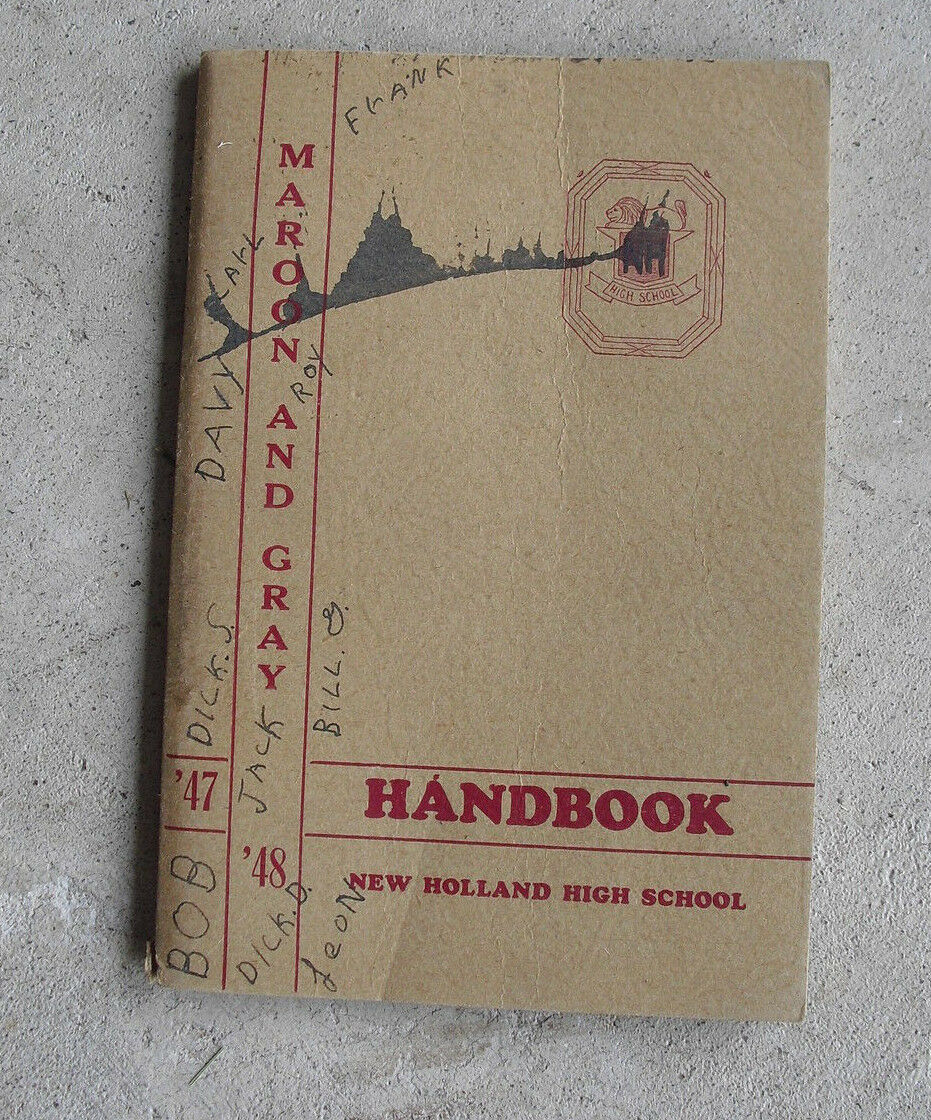 FRANK
MAROON AND GRAY
DAVY
ROY
HIGH SCHOOL
DICK.S.
JACK
BILL.B.
'47
'48
HANDBOOK
NEW HOLLAND HIGH SCHOOL
BOB
DICK.D.
LEON